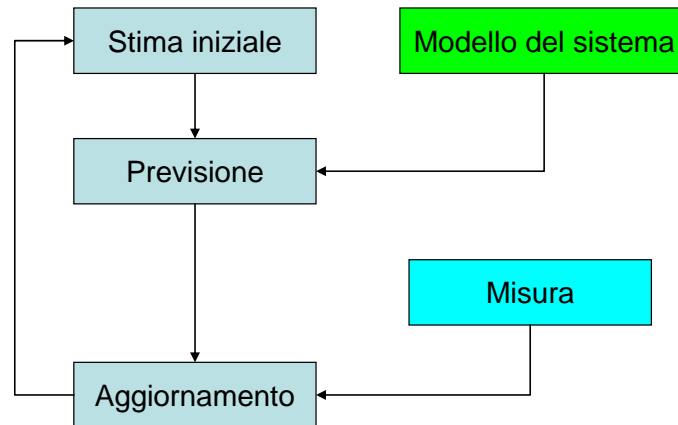 Stima iniziale
Modello del sistema
Previsione
Misura
Aggiornamento